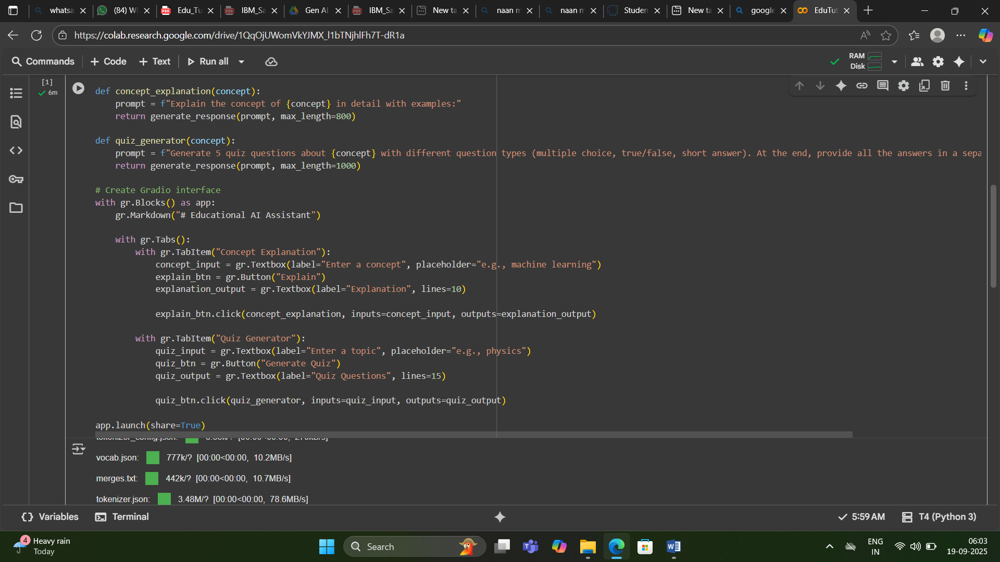 whatsa
(84) W
Edu_Tu
IBM_Sa
Gen AI
IBM_Sa
New ta
naan m
naan m
Studen
New ta
google
EduTut
https://colab.research.google.com/drive/1QqOjUWomVkYJMX_l1bTNjhlFh7T-dR1a
Commands
+ Code
+ Text
Run all
RAM
Disk
[1]
6m
def concept_explanation(concept):
prompt = f"Explain the concept of {concept} in detail with examples:"
return generate_response(prompt, max_length=800)
def quiz_generator(concept):
prompt = f"Generate 5 quiz questions about {concept} with different question types (multiple choice, true/false, short answer). At the end, provide all the answers in a sepa
return generate_response(prompt, max_length=1000)
# Create Gradio interface
with gr.Blocks() as app:
gr.Markdown("# Educational AI Assistant")
with gr.Tabs():
with gr.TabItem("Concept Explanation"):
concept_input = gr.Textbox(label="Enter a concept", placeholder="e.g., machine learning")
explain_btn = gr.Button("Explain")
explanation_output = gr.Textbox(label="Explanation", lines=10)
explain_btn.click(concept_explanation, inputs=concept_input, outputs=explanation_output)
with gr.TabItem("Quiz Generator"):
quiz_input = gr.Textbox(label="Enter a topic", placeholder="e.g., physics")
quiz_btn = gr.Button("Generate Quiz")
quiz_output = gr.Textbox(label="Quiz Questions", lines=15)
quiz_btn.click(quiz_generator, inputs=quiz_input, outputs=quiz_output)
app.launch(share=True)
tokenizer_config.json:
vocab.json: 777k/? [00:00<00:00, 10.2MB/s]
merges.txt: 442k/? [00:00<00:00, 10.7MB/s]
tokenizer.json: 3.48M/? [00:00<00:00, 78.6MB/s]
Variables
Terminal
5:59 AM
T4 (Python 3)
4
Heavy rain
Today
Search
ENG
IN
06:03
19-09-2025